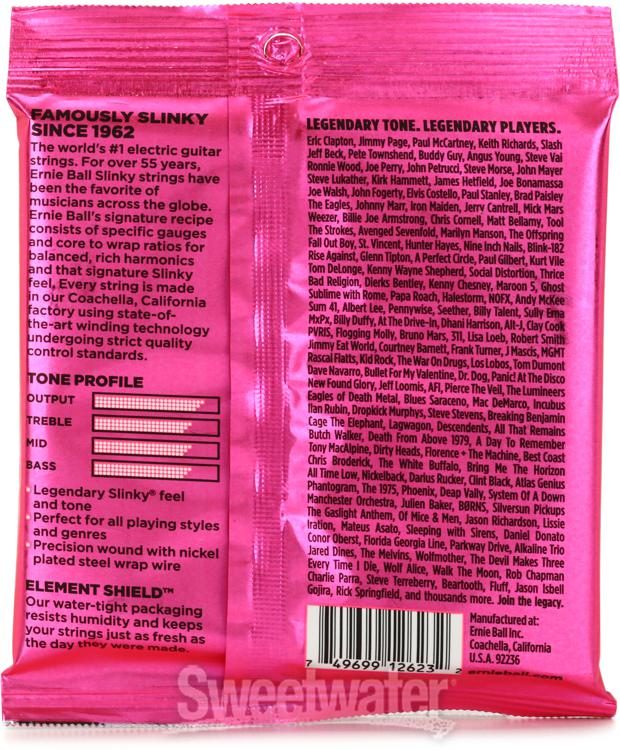 FAMOUSLY SLINKY
SINCE 1962
The world's #1 electric guitar
strings. For over 55 years,
Ernie Ball Slinky strings have
been the favorite of
musicians across the globe.
Ernie Ball's signature recipe
consists of specific gauges
and core to wrap ratios for
balanced, rich harmonics
and that signature Slinky
feel. Every string is made
in our Coachella, California
factory using state-of-
the-art winding technology
undergoing strict quality
control standards.
TONE PROFILE
OUTPUT
TREBLE
MID
BASS
• Legendary Slinky® feel
and tone
• Perfect for all playing styles
and genres
• Precision wound with nickel
plated steel wrap wire
ELEMENT SHIELD™
Our water-tight packaging
resists humidity and keeps
your strings just as fresh as
the day they were made.
LEGENDARY TONE. LEGENDARY PLAYERS.
Eric Clapton, Jimmy Page, Paul McCartney, Keith Richards, Slash
Jeff Beck, Pete Townshend, Buddy Guy, Angus Young, Steve Vai
Ronnie Wood, Joe Perry, John Petrucci, Steve Morse, John Mayer
Steve Lukather, Kirk Hammett, James Hetfield, Joe Bonamassa
Joe Walsh, John Fogerty, Elvis Costello, Paul Stanley, Brad Paisley
The Eagles, Johnny Marr, Iron Maiden, Jerry Cantrell, Mick Mars
Weezer, Billie Joe Armstrong, Chris Cornell, Matt Bellamy, Tool
The Strokes, Avenged Sevenfold, Marilyn Manson, The Offspring
Fall Out Boy, St. Vincent, Hunter Hayes, Nine Inch Nails, Blink-182
Rise Against, Glenn Tipton, A Perfect Circle, Paul Gilbert, Kurt Vile
Tom DeLonge, Kenny Wayne Shepherd, Social Distortion, Thrice
Bad Religion, Dierks Bentley, Kenny Chesney, Maroon 5, Ghost
Sublime with Rome, Papa Roach, Halestorm, NOFX, Andy McKee
Sum 41, Albert Lee, Pennywise, Seether, Billy Talent, Sully Erna
MxPx, Billy Duffy, At The Drive-In, Dhani Harrison, Alt-J, Clay Cook
PVRIS, Flogging Molly, Bruno Mars, 311, Lisa Loeb, Robert Smith
Jimmy Eat World, Courtney Barnett, Frank Turner, J Mascis, MGMT
Rascal Flatts, Kid Rock, The War On Drugs, Los Lobos, Tom Dumont
Dave Navarro, Bullet For My Valentine, Dr. Dog, Panic! At The Disco
New Found Glory, Jeff Loomis, AFI, Pierce The Veil, The Lumineers
Eagles of Death Metal, Blues Saraceno, Mac DeMarco, Incubus
Ilan Rubin, Dropkick Murphys, Steve Stevens, Breaking Benjamin
Cage The Elephant, Lagwagon, Descendents, All That Remains
Butch Walker, Death From Above 1979, A Day To Remember
Tony MacAlpine, Dirty Heads, Florence + The Machine, Best Coast
Chris Broderick, The White Buffalo, Bring Me The Horizon
All Time Low, Nickelback, Darius Rucker, Clint Black, Atlas Genius
Phantogram, The 1975, Phoenix, Deap Vally, System Of A Down
Manchester Orchestra, Julien Baker, BØRNS, Silversun Pickups
The Gaslight Anthem, Of Mice & Men, Jason Richardson, Lissie
Iration, Mateus Asato, Sleeping with Sirens, Daniel Donato
Conor Oberst, Florida Georgia Line, Parkway Drive, Alkaline Trio
Jared Dines, The Melvins, Wolfmother, The Devil Makes Three
Every Time I Die, Wolf Alice, Walk The Moon, Rob Chapman
Charlie Parra, Steve Terreberry, Beartooth, Fluff, Jason Isbell
Gojira, Rick Springfield, and thousands more. Join the legacy.
7 49699 12623 2
Manufactured at:
Ernie Ball Inc.
Coachella, California
U.S.A. 92236
ernieball.com
Sweetwater